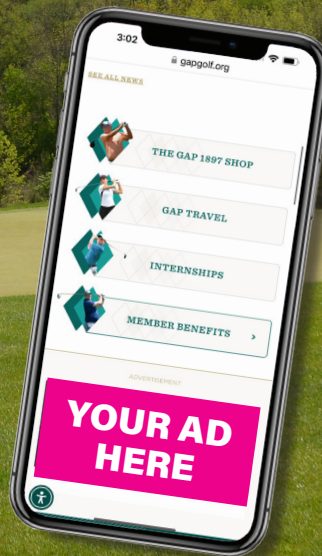 3:02
gapgolf.org
SEE ALL NEWS
THE GAP 1897 SHOP
GAP TRAVEL
INTERNSHIPS
MEMBER BENEFITS
ADVERTISEMENT
YOUR AD
HERE